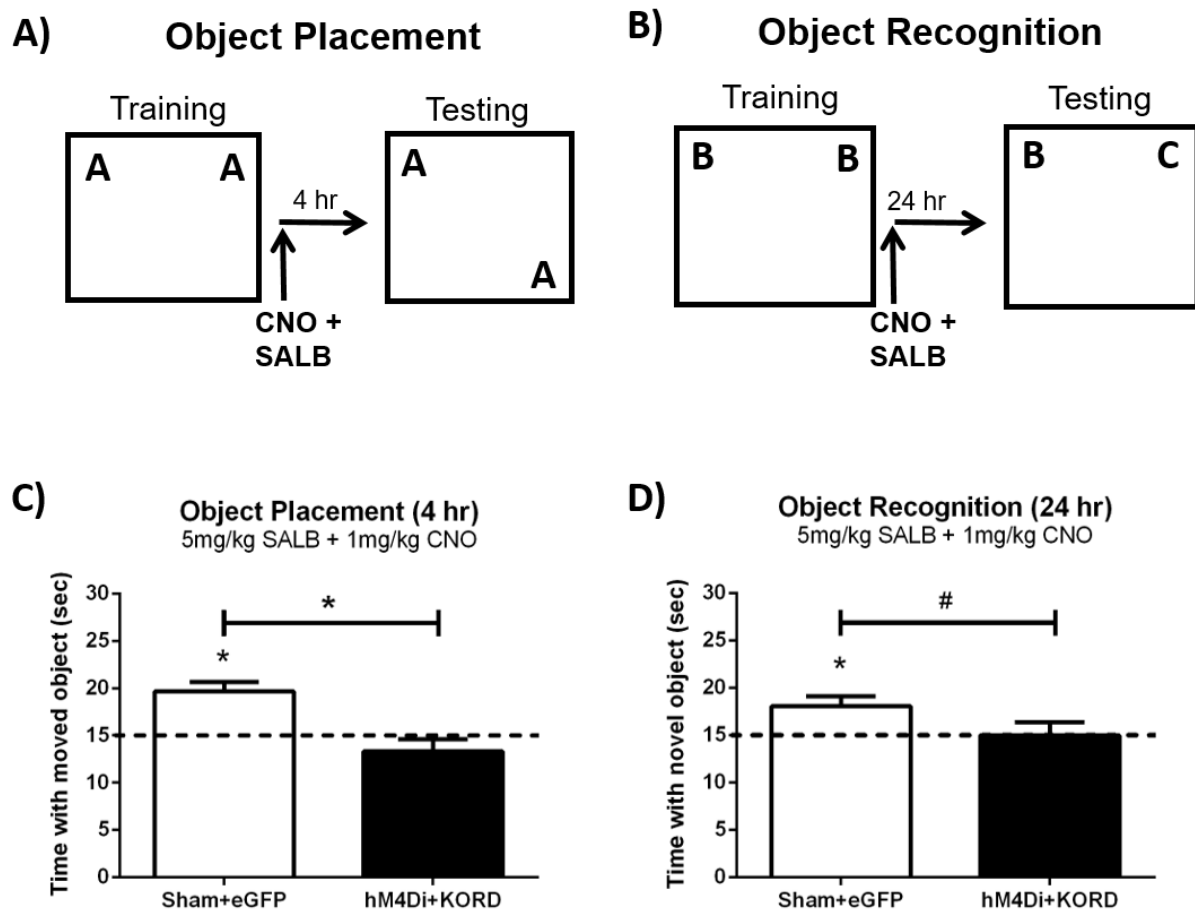 A)
Object Placement
Training
Testing
A
A
A
A
4 hr
CNO +
SALB
B)
Object Recognition
Training
Testing
B
B
B
C
24 hr
CNO +
SALB
C)
Object Placement (4 hr)
5mg/kg SALB + 1mg/kg CNO
Time with moved object (sec)
30
25
20
15
10
5
0
*
*
Sham+eGFP
hM4Di+KORD
D)
Object Recognition (24 hr)
5mg/kg SALB + 1mg/kg CNO
Time with novel object (sec)
30
25
20
15
10
5
0
#
*
Sham+eGFP
hM4Di+KORD